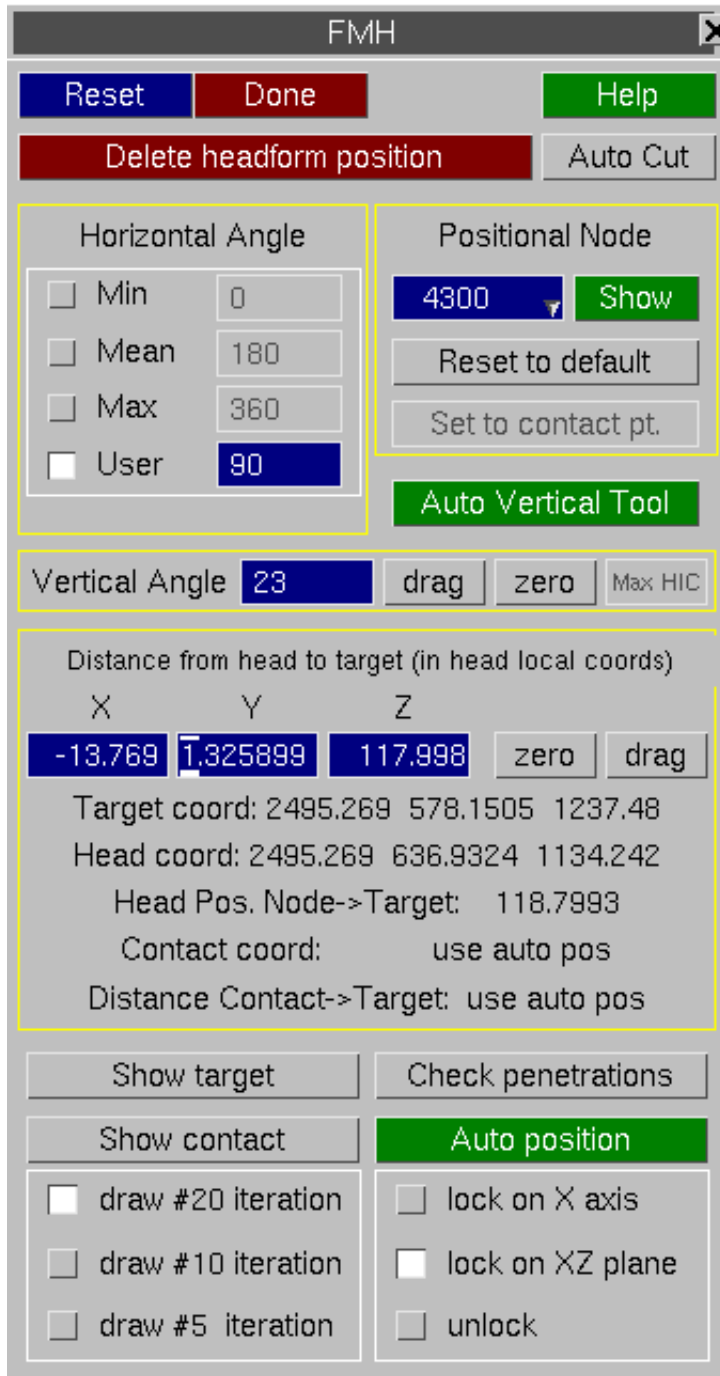 FMH
Reset Done Help
Delete headform position Auto Cut
Horizontal Angle Positional Node
Min 0 4300 Show
Mean 180 Reset to default
Max 360 Set to contact pt.
User 90
Auto Vertical Tool
Vertical Angle 23 drag zero Max HIC
Distance from head to target (in head local coords)
X Y Z
-13.769 1.325899 117.998 zero drag
Target coord: 2495.269 578.1505 1237.48
Head coord: 2495.269 636.9324 1134.242
Head Pos. Node->Target: 118.7993
Contact coord: use auto pos
Distance Contact->Target: use auto pos
Show target Check penetrations
Show contact Auto position
draw #20 iteration lock on X axis
draw #10 iteration lock on XZ plane
draw #5 iteration unlock